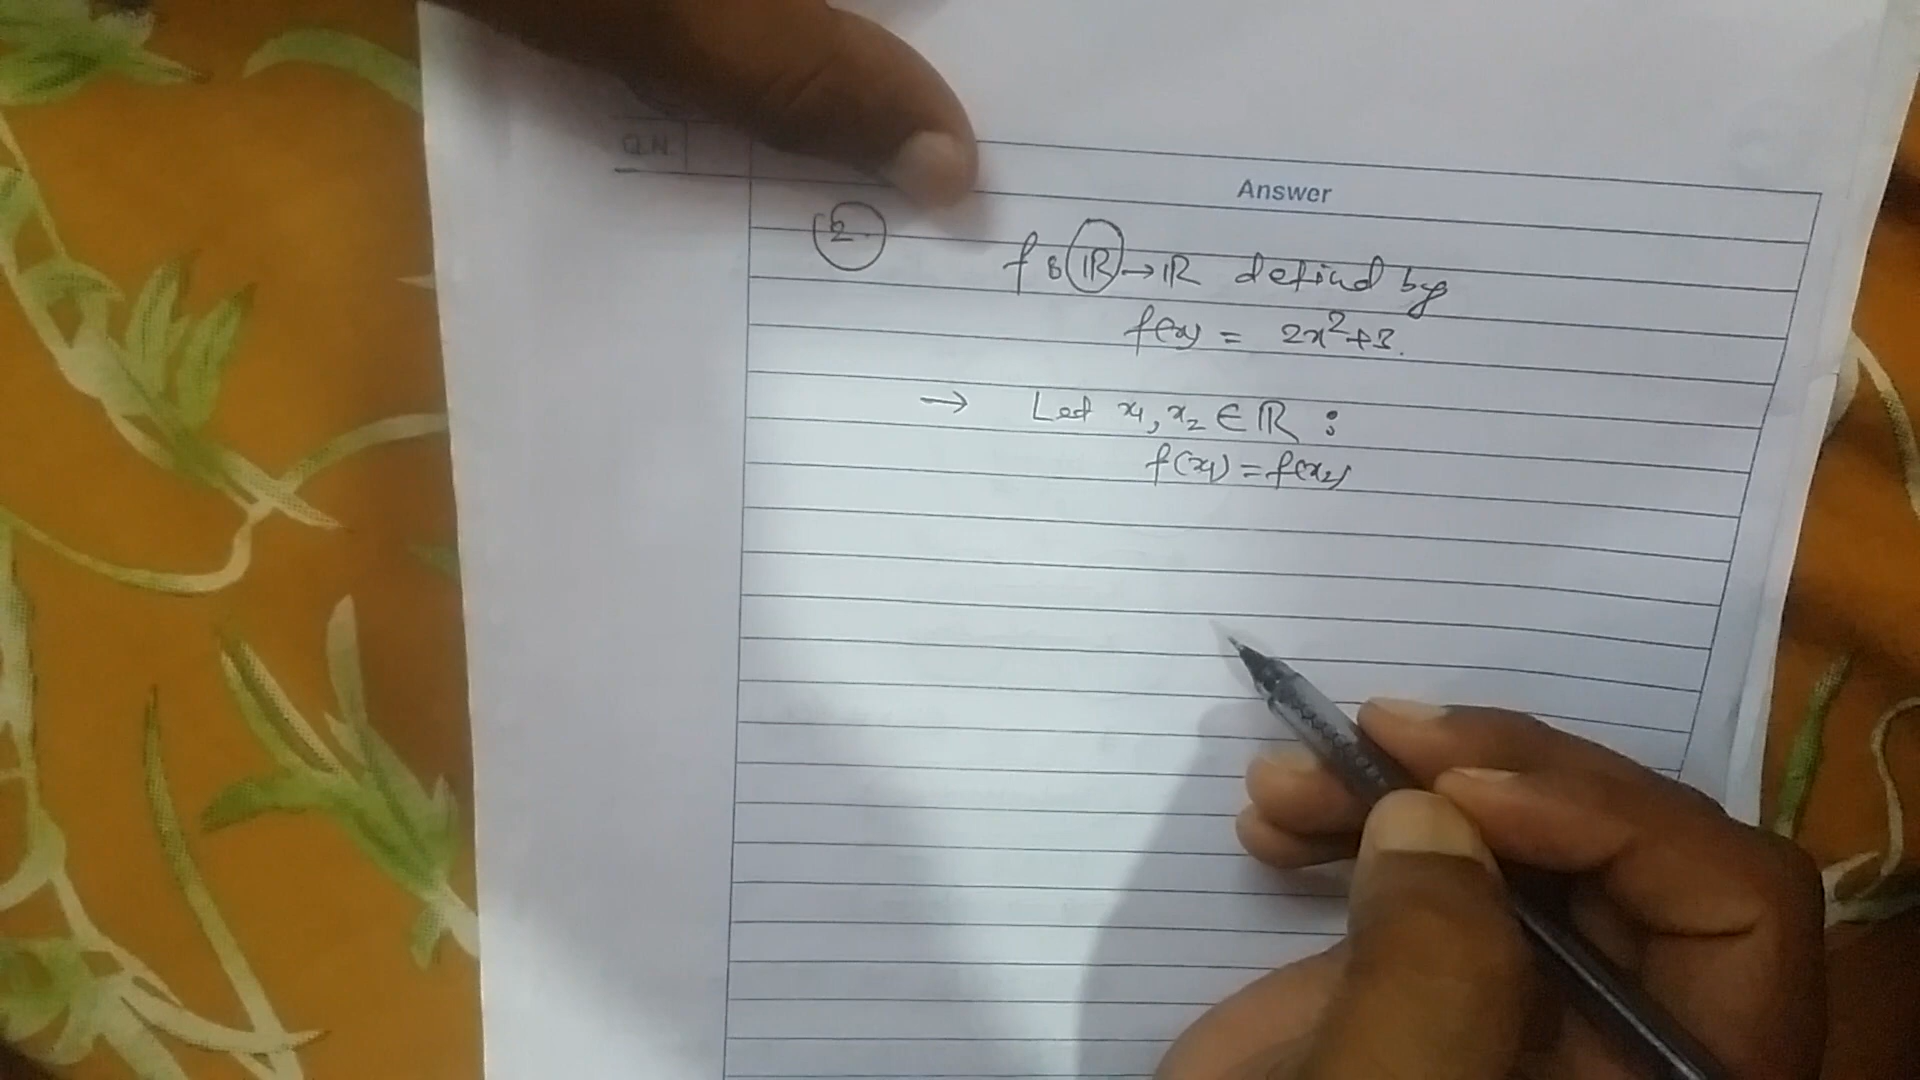 Q.N.
Answer
2.
f : ℝ → ℝ defined by
f(x) = 2x²+3.
→ Let x₁, x₂ ∈ ℝ :
f(x₁) = f(x₂)